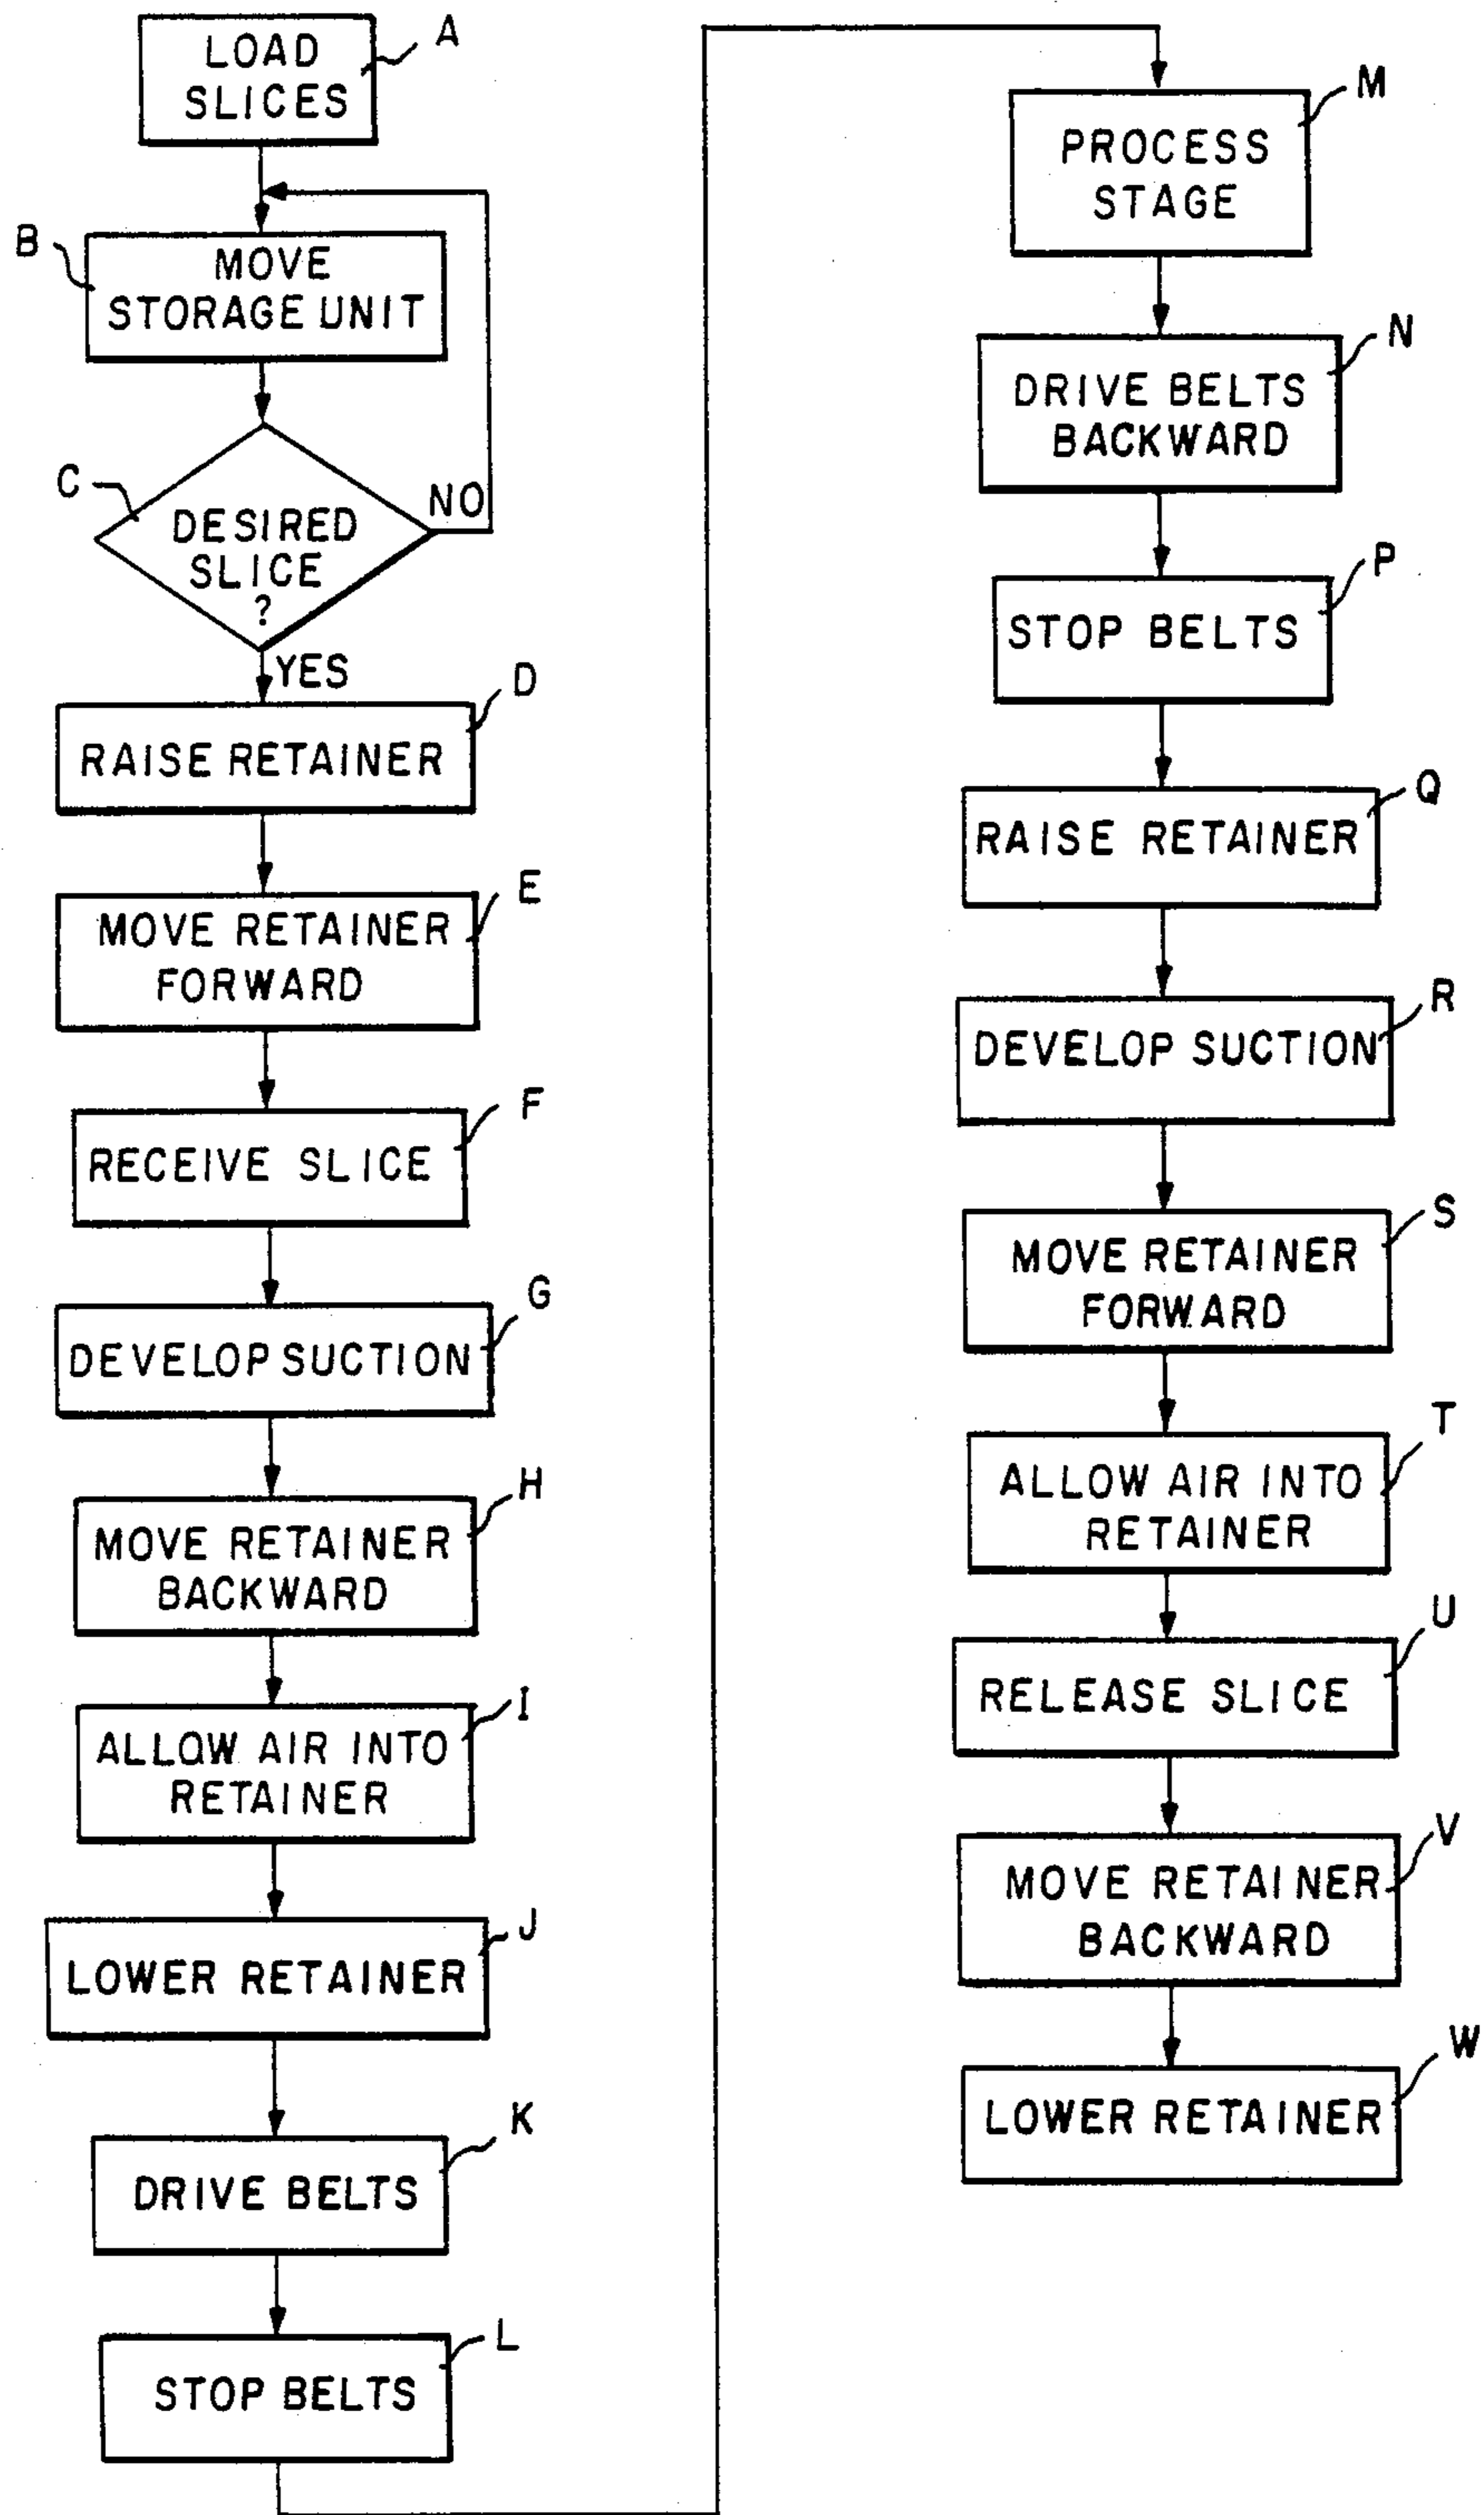 A
LOAD
SLICES
B
MOVE
STORAGE UNIT
C
NO
DESIRED
SLICE
?
YES
D
RAISE RETAINER
E
MOVE RETAINER
FORWARD
F
RECEIVE SLICE
G
DEVELOP SUCTION
H
MOVE RETAINER
BACKWARD
I
ALLOW AIR INTO
RETAINER
J
LOWER RETAINER
K
DRIVE BELTS
L
STOP BELTS
M
PROCESS
STAGE
N
DRIVE BELTS
BACKWARD
P
STOP BELTS
Q
RAISE RETAINER
R
DEVELOP SUCTION
S
MOVE RETAINER
FORWARD
T
ALLOW AIR INTO
RETAINER
U
RELEASE SLICE
V
MOVE RETAINER
BACKWARD
W
LOWER RETAINER